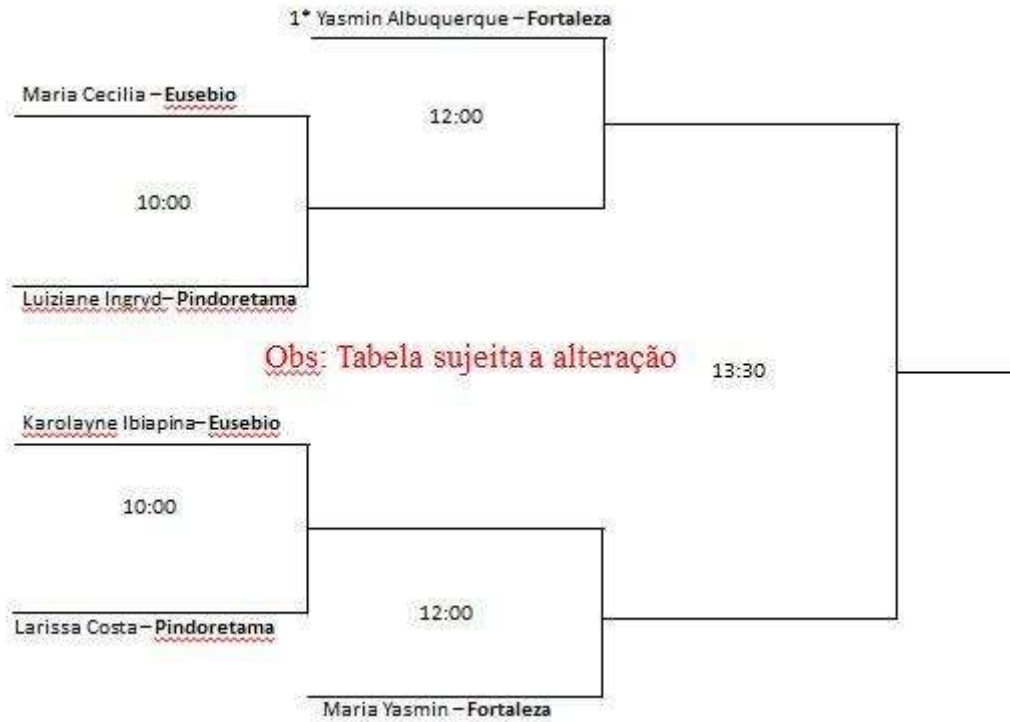 1* Yasmin Albuquerque – Fortaleza
Maria Cecilia – Eusebio
12:00
10:00
Luiziane Ingryd– Pindoretama
Obs: Tabela sujeita a alteração
13:30
Karolayne Ibiapina– Eusebio
10:00
12:00
Larissa Costa – Pindoretama
Maria Yasmin – Fortaleza